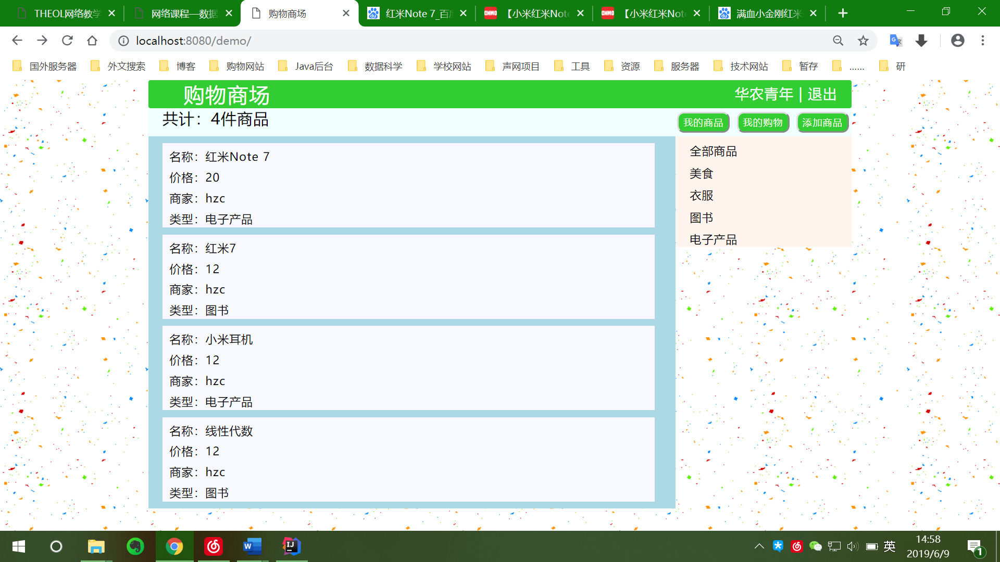 THEOL网络教学
网络课程—数据
购物商场
红米Note 7_百度
【小米红米Note
【小米红米Note
满血小金刚红米
localhost:8080/demo/
国外服务器 外文搜索 博客 购物网站 Java后台 数据科学 学校网站 声网项目 工具 资源 服务器 技术网站 暂存 …… 研
购物商场
华农青年 | 退出
共计：4件商品
我的商品 我的购物 添加商品
名称：红米Note 7
价格：20
商家：hzc
类型：电子产品
名称：红米7
价格：12
商家：hzc
类型：图书
名称：小米耳机
价格：12
商家：hzc
类型：电子产品
名称：线性代数
价格：12
商家：hzc
类型：图书
全部商品
美食
衣服
图书
电子产品
英
14:58
2019/6/9
1